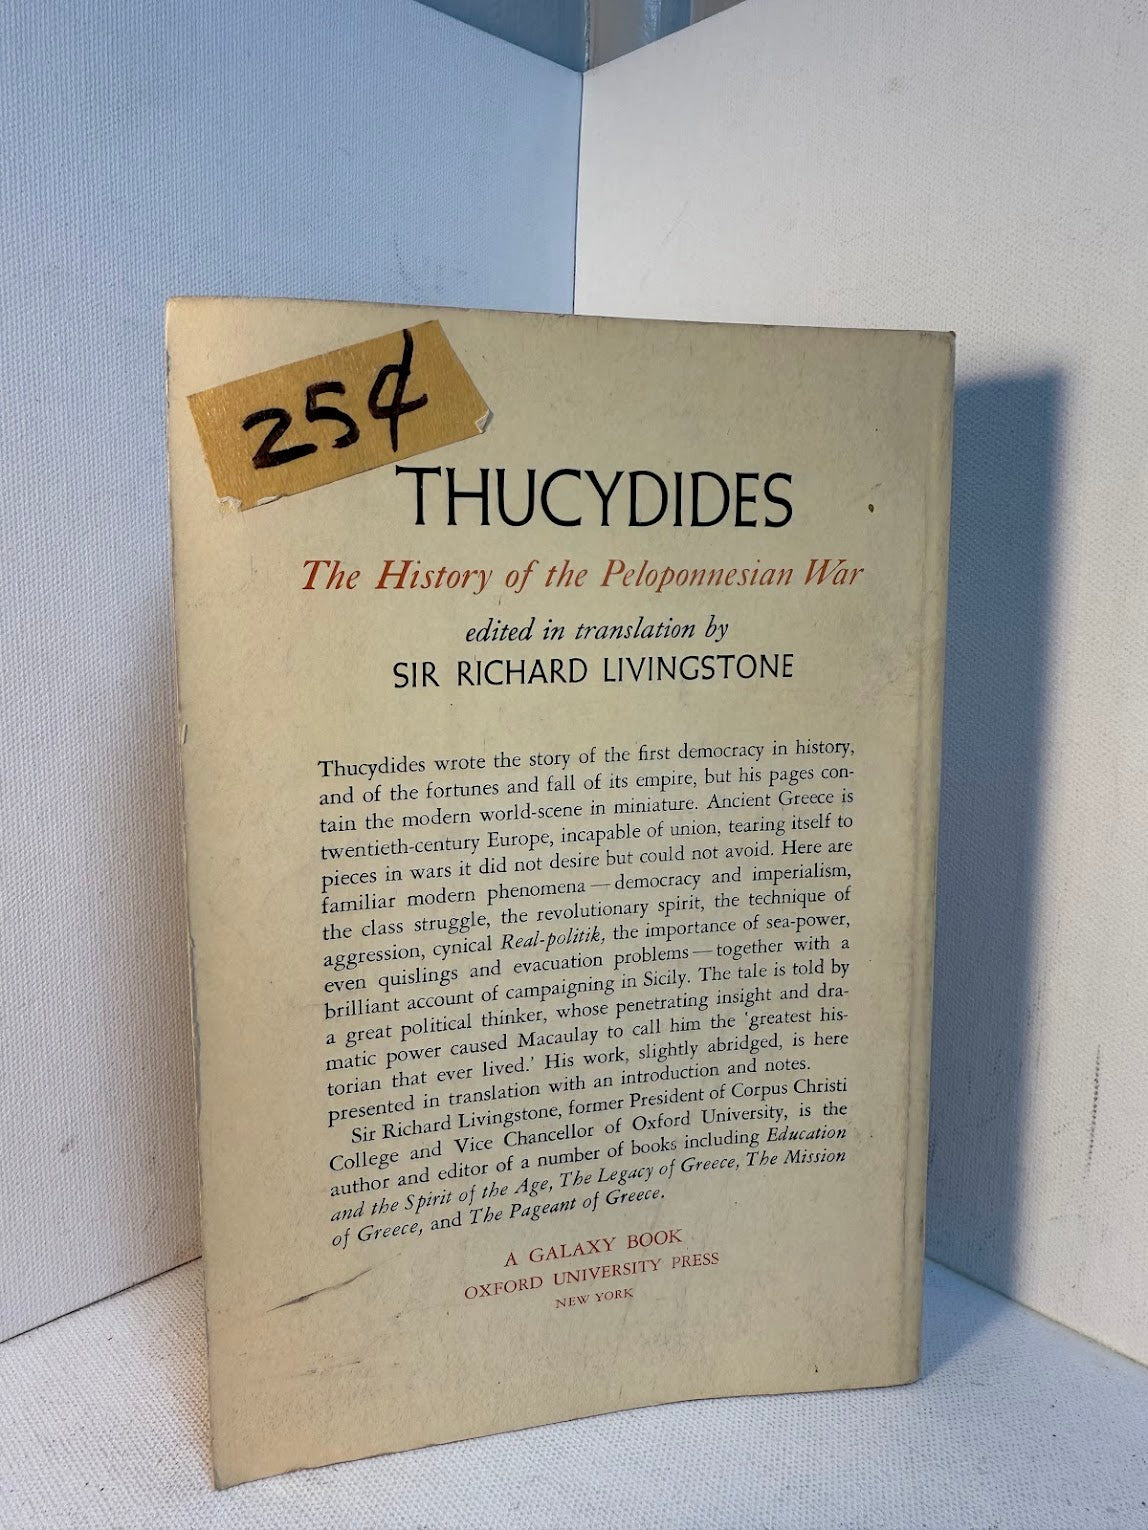 25¢
THUCYDIDES
The History of the Peloponnesian War
edited in translation by
SIR RICHARD LIVINGSTONE
Thucydides wrote the story of the first democracy in history,
and of the fortunes and fall of its empire, but his pages con-
tain the modern world-scene in miniature. Ancient Greece is
twentieth-century Europe, incapable of union, tearing itself to
pieces in wars it did not desire but could not avoid. Here are
familiar modern phenomena — democracy and imperialism,
the class struggle, the revolutionary spirit, the technique of
aggression, cynical Real-politik, the importance of sea-power,
even quislings and evacuation problems — together with a
brilliant account of campaigning in Sicily. The tale is told by
a great political thinker, whose penetrating insight and dra-
matic power caused Macaulay to call him the 'greatest his-
torian that ever lived.' His work, slightly abridged, is here
presented in translation with an introduction and notes.
Sir Richard Livingstone, former President of Corpus Christi
College and Vice Chancellor of Oxford University, is the
author and editor of a number of books including Education
and the Spirit of the Age, The Legacy of Greece, The Mission
of Greece, and The Pageant of Greece.
A GALAXY BOOK
OXFORD UNIVERSITY PRESS
NEW YORK